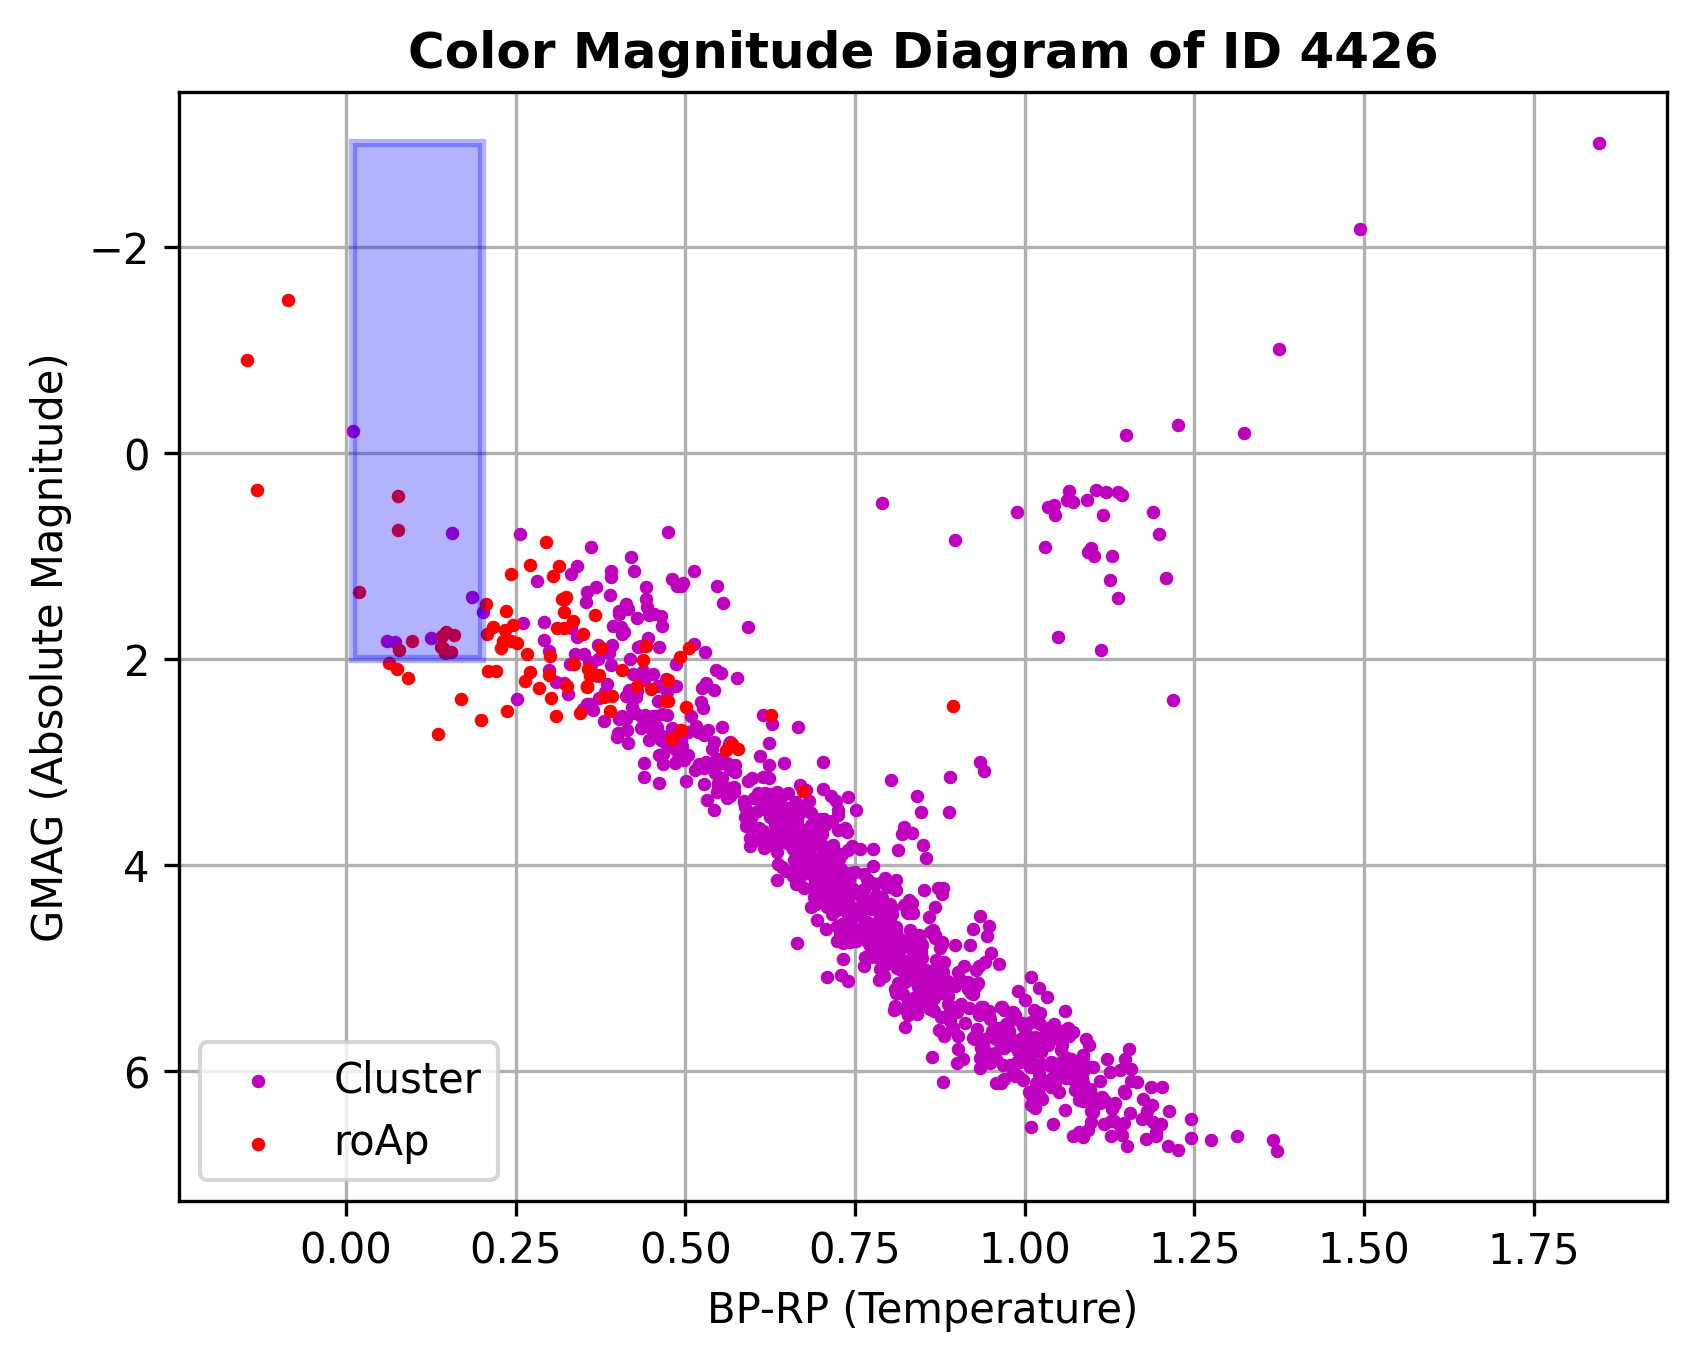 Color Magnitude Diagram of ID 4426
GMAG (Absolute Magnitude)
−2
0
2
4
6
Cluster
roAp
0.00 0.25 0.50 0.75 1.00 1.25 1.50 1.75
BP-RP (Temperature)